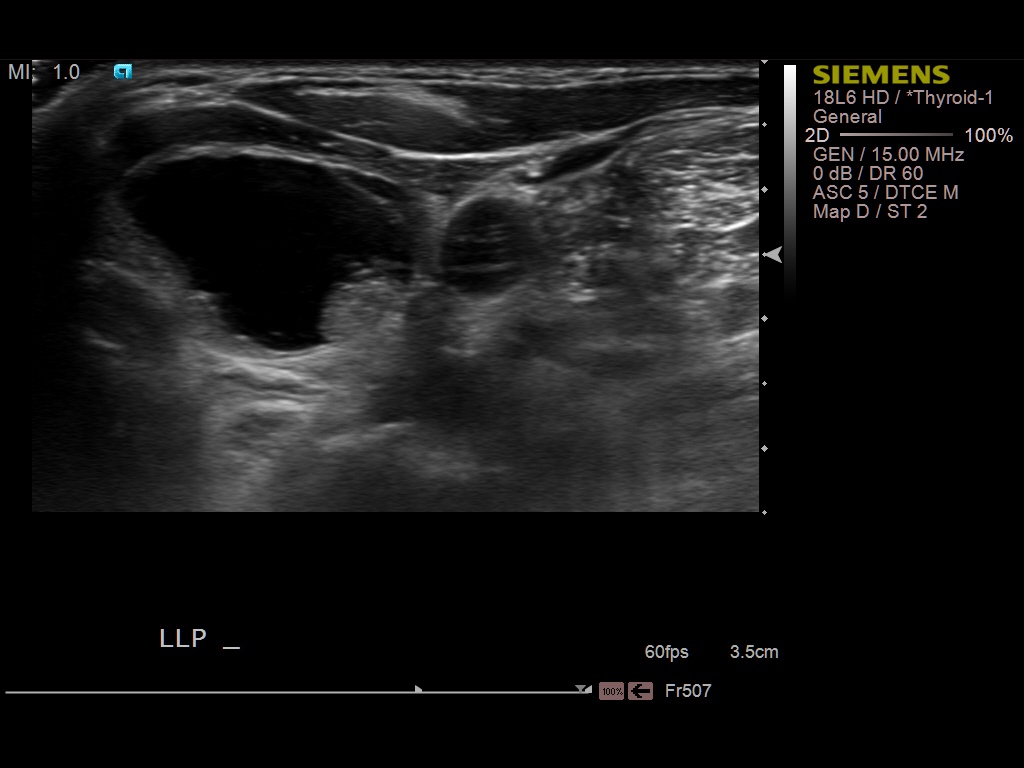 MI: 1.0
SIEMENS
18L6 HD / *Thyroid-1
General
2D 100%
GEN / 15.00 MHz
0 dB / DR 60
ASC 5 / DTCE M
Map D / ST 2
LLP _
60fps 3.5cm
100% Fr507